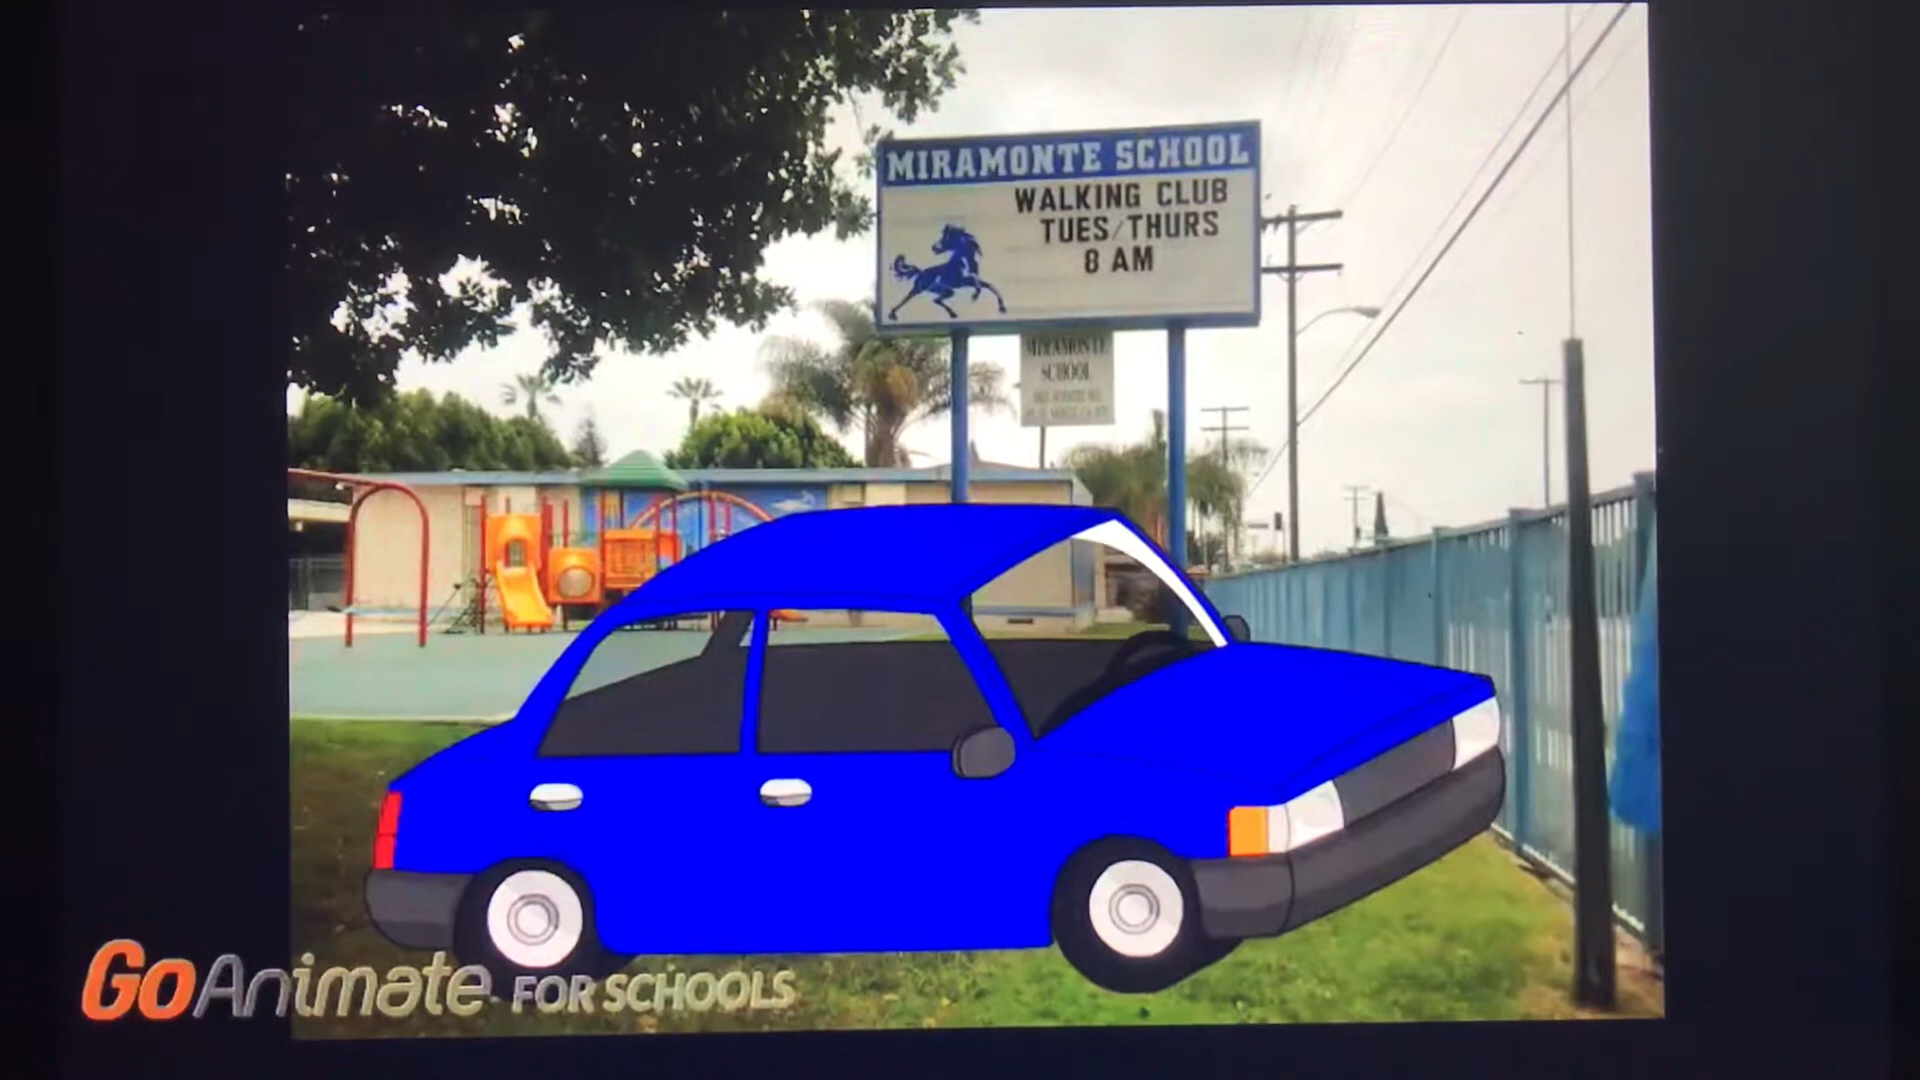 MIRAMONTE SCHOOL
WALKING CLUB
TUES/THURS
8 AM
MIRAMONTE
SCHOOL
GoAnimate FOR SCHOOLS